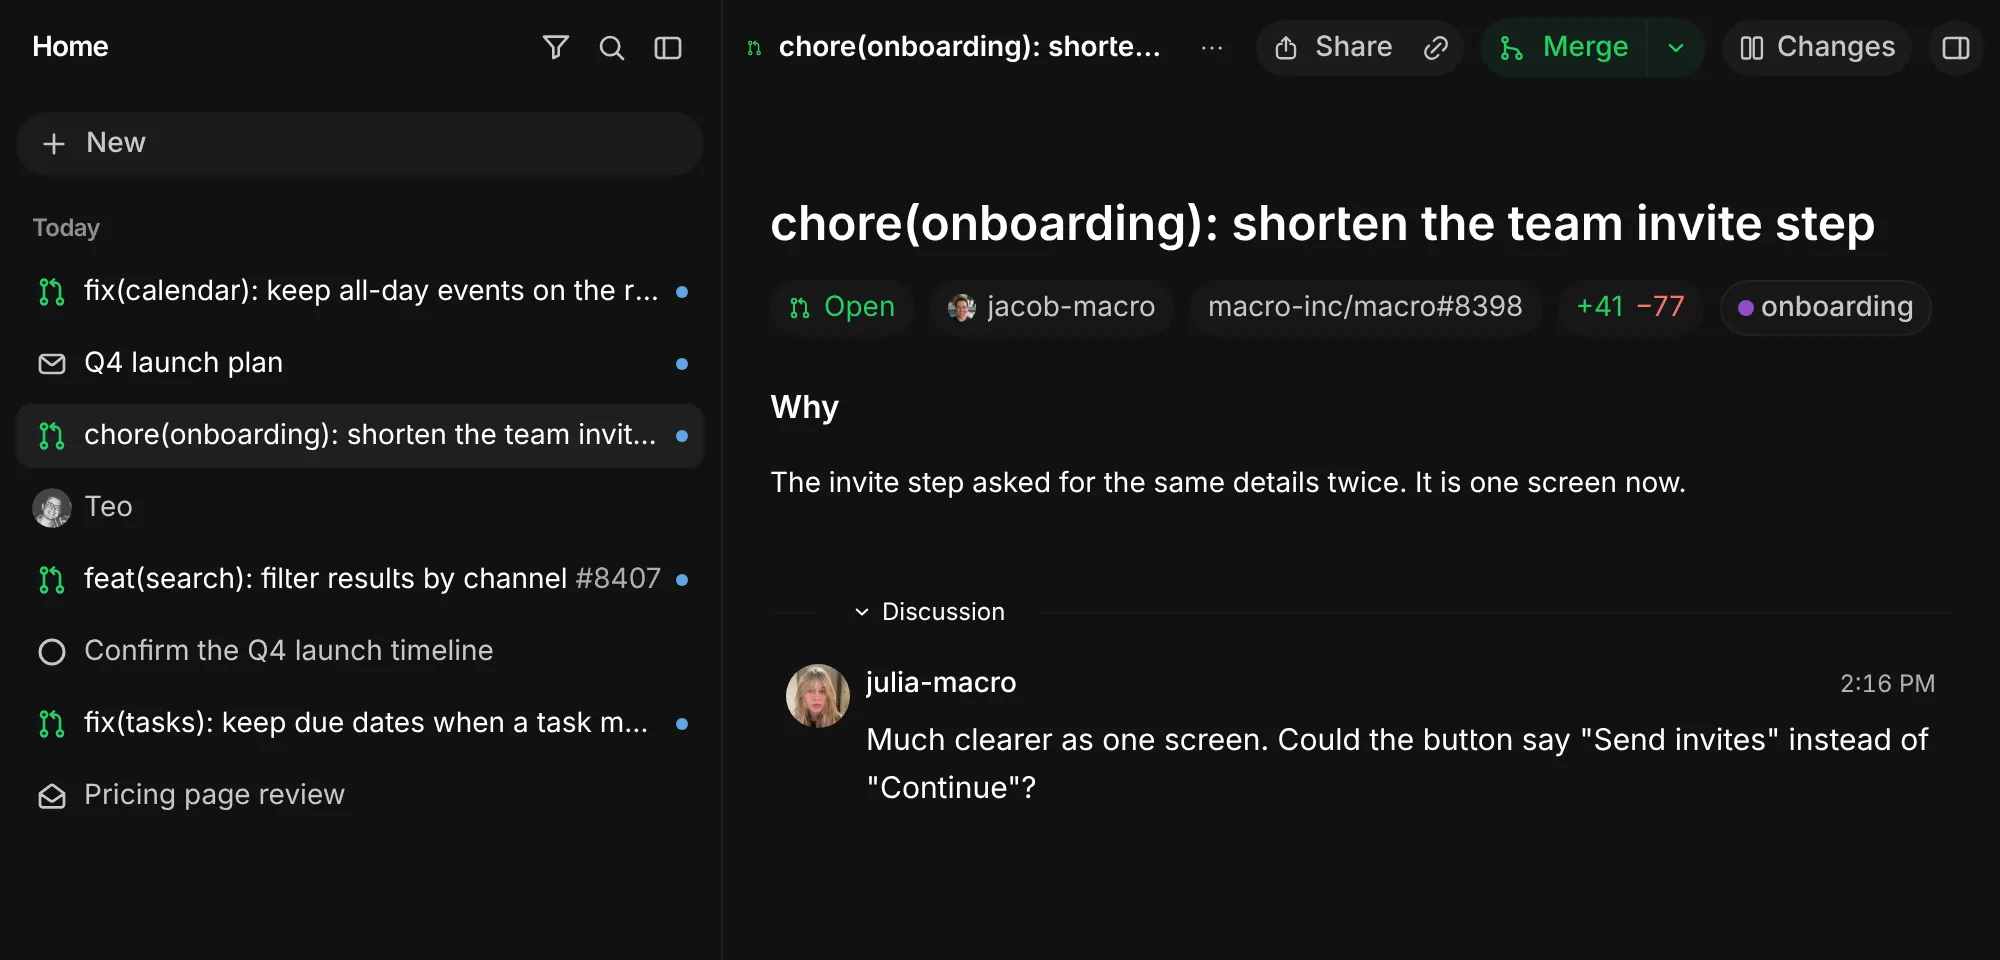 Home
New
Today
fix(calendar): keep all-day events on the r...
Q4 launch plan
chore(onboarding): shorten the team invit...
Teo
feat(search): filter results by channel #8407
Confirm the Q4 launch timeline
fix(tasks): keep due dates when a task m...
Pricing page review
chore(onboarding): shorte...
Share
Merge
Changes
chore(onboarding): shorten the team invite step
Open
jacob-macro
macro-inc/macro#8398
+41 −77
onboarding
Why
The invite step asked for the same details twice. It is one screen now.
Discussion
julia-macro
2:16 PM
Much clearer as one screen. Could the button say "Send invites" instead of
"Continue"?